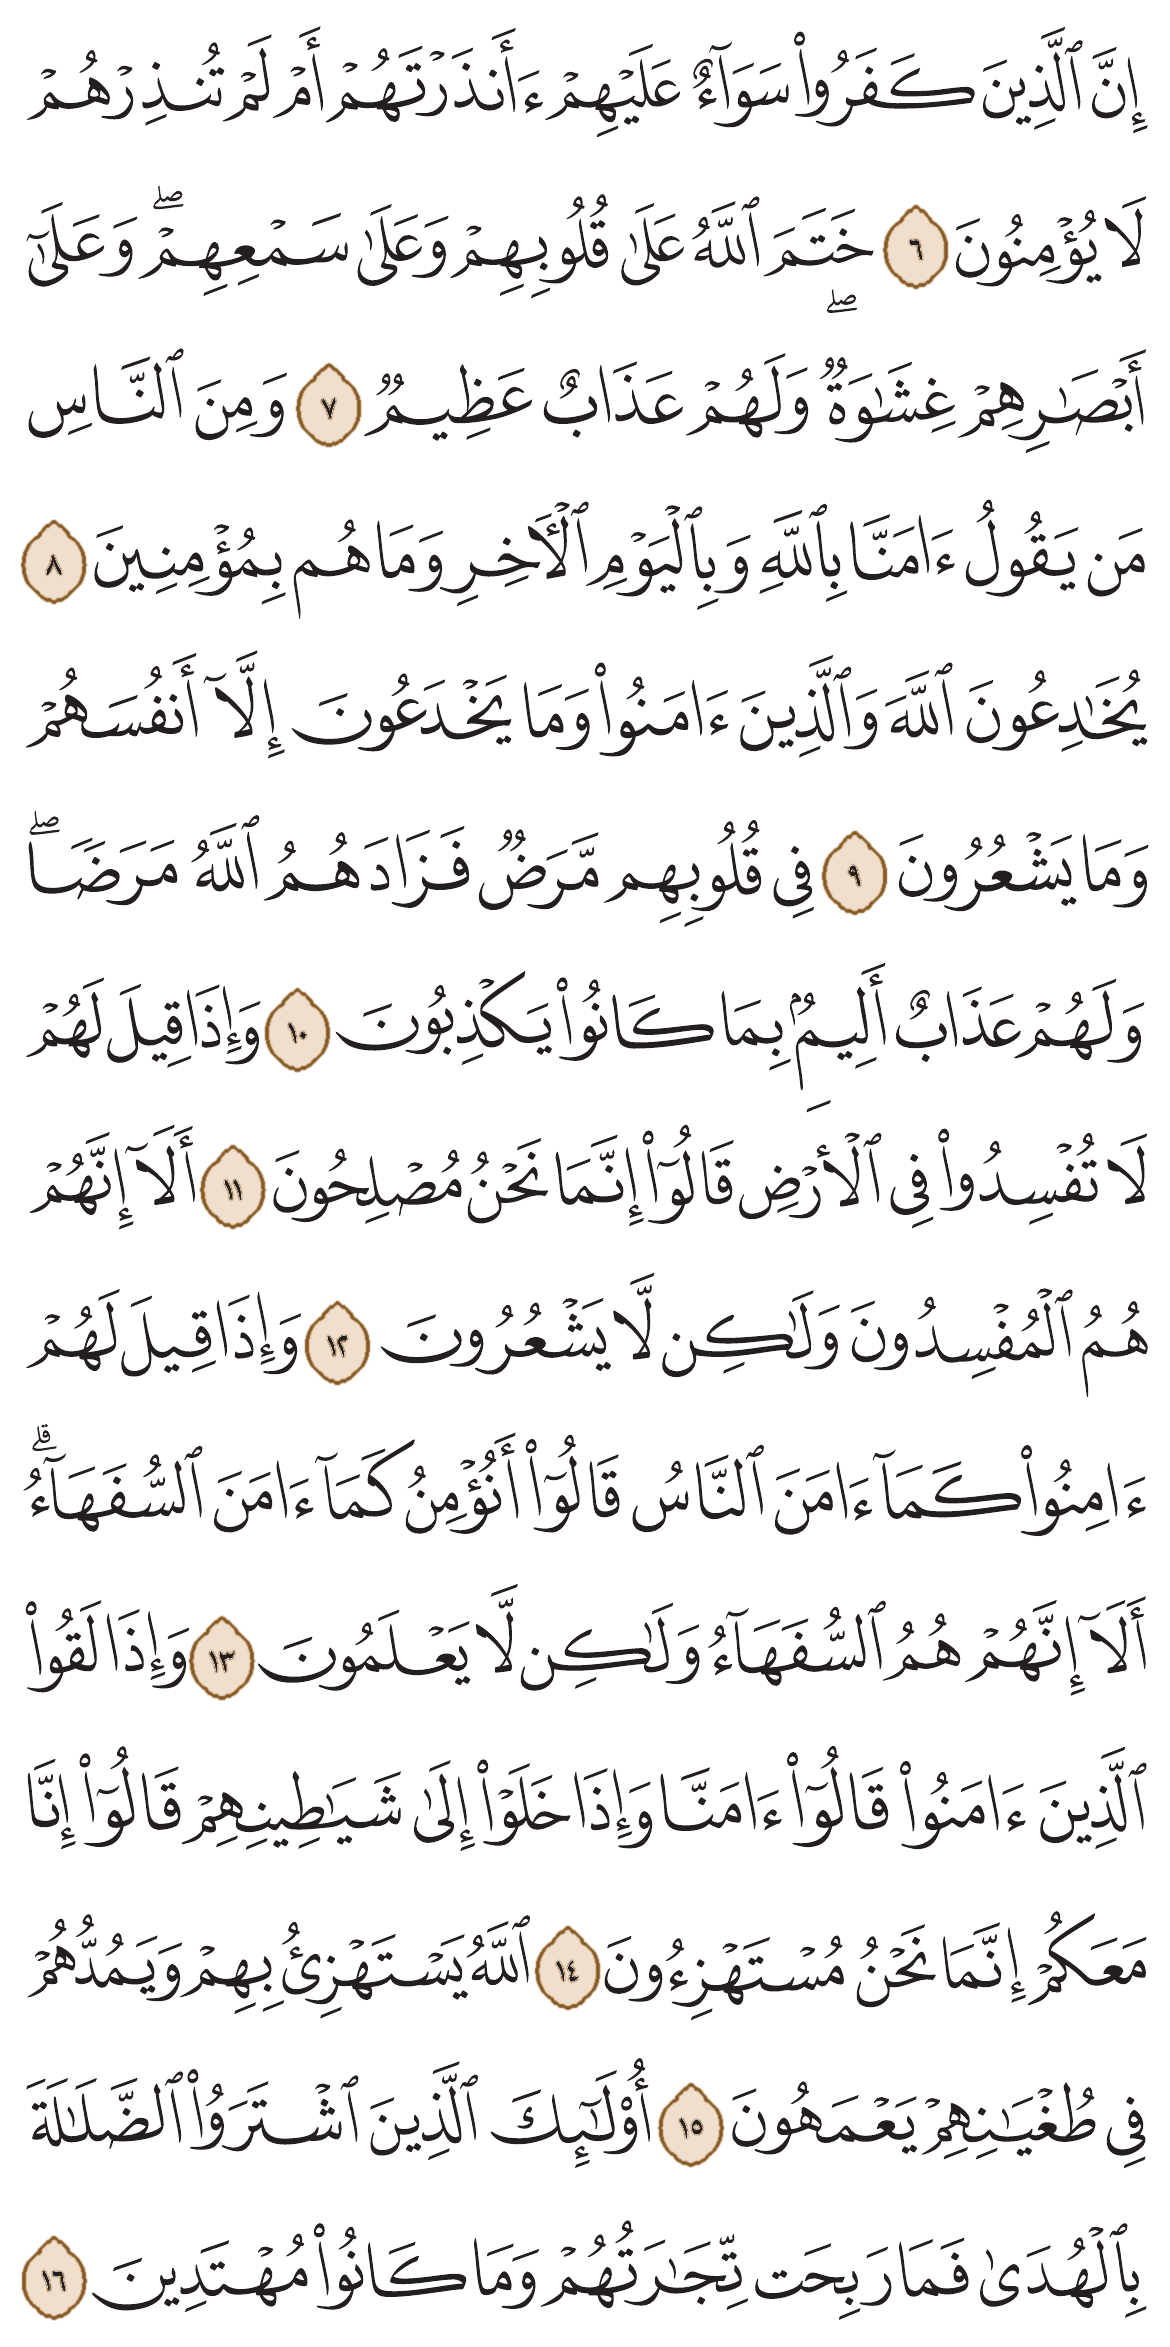 إِنَّ ٱلَّذِينَ كَفَرُوا۟ سَوَآءٌ عَلَيْهِمْ ءَأَنذَرْتَهُمْ أَمْ لَمْ تُنذِرْهُمْ
لَا يُؤْمِنُونَ ٦ خَتَمَ ٱللَّهُ عَلَىٰ قُلُوبِهِمْ وَعَلَىٰ سَمْعِهِمْ ۖ وَعَلَىٰٓ
أَبْصَـٰرِهِمْ غِشَـٰوَةٌ ۖ وَلَهُمْ عَذَابٌ عَظِيمٌ ٧ وَمِنَ ٱلنَّاسِ
مَن يَقُولُ ءَامَنَّا بِٱللَّهِ وَبِٱلْيَوْمِ ٱلْـَٔاخِرِ وَمَا هُم بِمُؤْمِنِينَ ٨
يُخَـٰدِعُونَ ٱللَّهَ وَٱلَّذِينَ ءَامَنُوا۟ وَمَا يَخْدَعُونَ إِلَّآ أَنفُسَهُمْ
وَمَا يَشْعُرُونَ ٩ فِى قُلُوبِهِم مَّرَضٌ فَزَادَهُمُ ٱللَّهُ مَرَضًا ۖ
وَلَهُمْ عَذَابٌ أَلِيمٌۢ بِمَا كَانُوا۟ يَكْذِبُونَ ١٠ وَإِذَا قِيلَ لَهُمْ
لَا تُفْسِدُوا۟ فِى ٱلْأَرْضِ قَالُوٓا۟ إِنَّمَا نَحْنُ مُصْلِحُونَ ١١ أَلَآ إِنَّهُمْ
هُمُ ٱلْمُفْسِدُونَ وَلَـٰكِن لَّا يَشْعُرُونَ ١٢ وَإِذَا قِيلَ لَهُمْ
ءَامِنُوا۟ كَمَآ ءَامَنَ ٱلنَّاسُ قَالُوٓا۟ أَنُؤْمِنُ كَمَآ ءَامَنَ ٱلسُّفَهَآءُ ۗ
أَلَآ إِنَّهُمْ هُمُ ٱلسُّفَهَآءُ وَلَـٰكِن لَّا يَعْلَمُونَ ١٣ وَإِذَا لَقُوا۟
ٱلَّذِينَ ءَامَنُوا۟ قَالُوٓا۟ ءَامَنَّا وَإِذَا خَلَوْا۟ إِلَىٰ شَيَـٰطِينِهِمْ قَالُوٓا۟ إِنَّا
مَعَكُمْ إِنَّمَا نَحْنُ مُسْتَهْزِءُونَ ١٤ ٱللَّهُ يَسْتَهْزِئُ بِهِمْ وَيَمُدُّهُمْ
فِى طُغْيَـٰنِهِمْ يَعْمَهُونَ ١٥ أُو۟لَـٰٓئِكَ ٱلَّذِينَ ٱشْتَرَوُا۟ ٱلضَّلَـٰلَةَ
بِٱلْهُدَىٰ فَمَا رَبِحَت تِّجَـٰرَتُهُمْ وَمَا كَانُوا۟ مُهْتَدِينَ ١٦